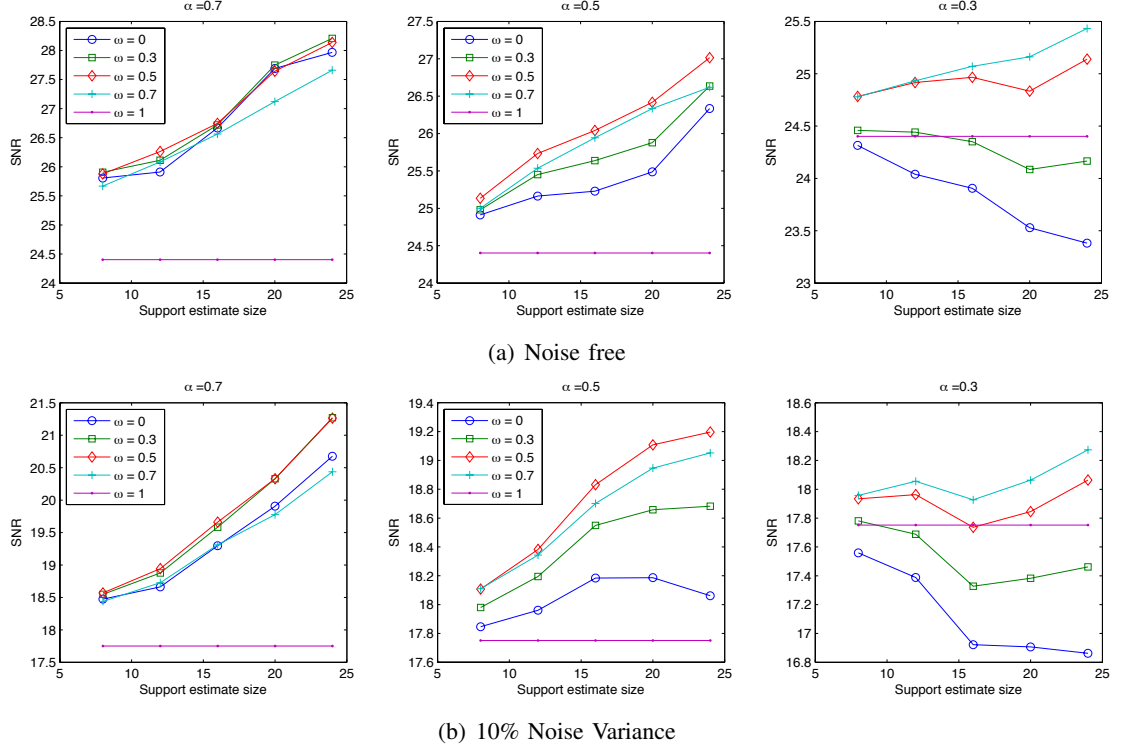 α =0.7
28.5
28
27.5
27
26.5
26
25.5
25
24.5
24
SNR
5
10
15
20
25
Support estimate size
ω = 0
ω = 0.3
ω = 0.5
ω = 0.7
ω = 1
α =0.5
27.5
27
26.5
26
25.5
25
24.5
24
SNR
5
10
15
20
25
Support estimate size
ω = 0
ω = 0.3
ω = 0.5
ω = 0.7
ω = 1
α =0.3
25.5
25
24.5
24
23.5
23
SNR
5
10
15
20
25
Support estimate size
(a) Noise free
α =0.7
21.5
21
20.5
20
19.5
19
18.5
18
17.5
SNR
5
10
15
20
25
Support estimate size
ω = 0
ω = 0.3
ω = 0.5
ω = 0.7
ω = 1
α =0.5
19.4
19.2
19
18.8
18.6
18.4
18.2
18
17.8
17.6
SNR
5
10
15
20
25
Support estimate size
ω = 0
ω = 0.3
ω = 0.5
ω = 0.7
ω = 1
α =0.3
18.6
18.4
18.2
18
17.8
17.6
17.4
17.2
17
16.8
SNR
5
10
15
20
25
Support estimate size
(b) 10% Noise Variance